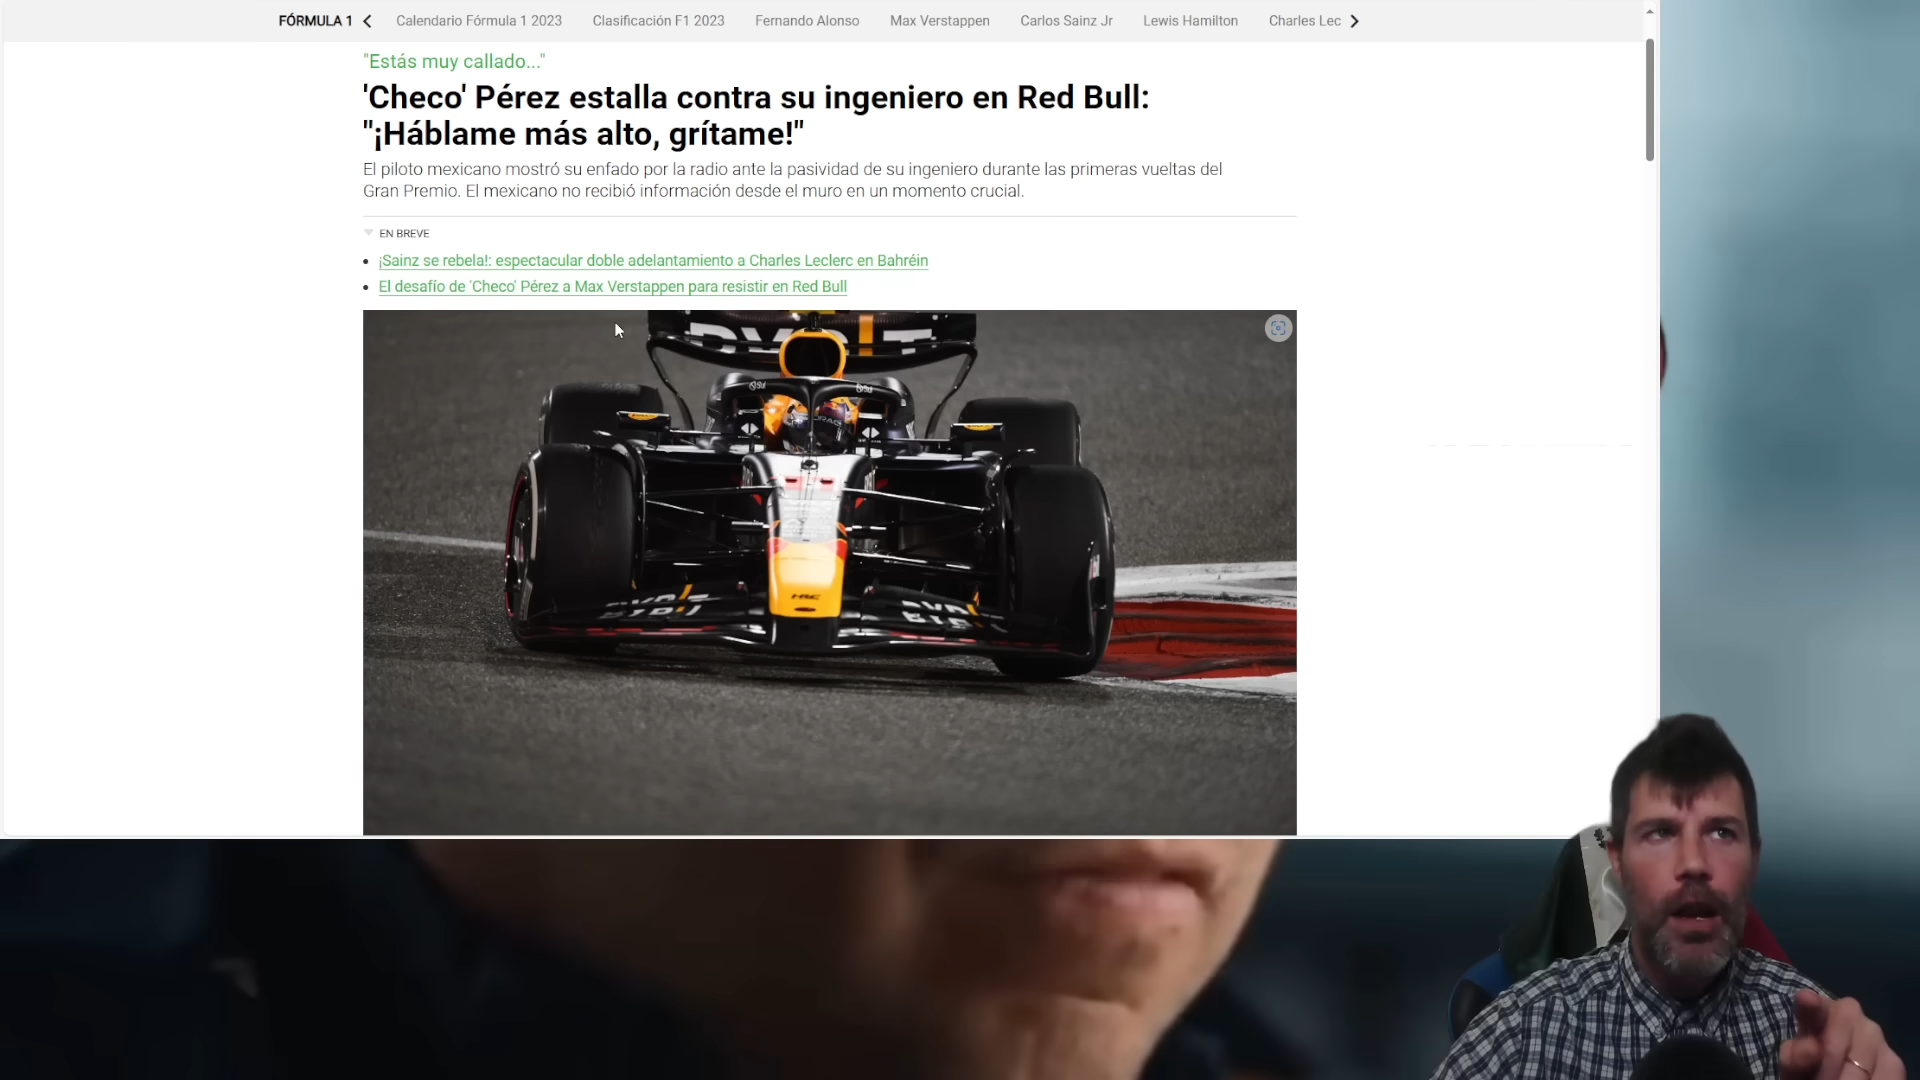 FÓRMULA 1 Calendario Fórmula 1 2023 Clasificación F1 2023 Fernando Alonso Max Verstappen Carlos Sainz Jr Lewis Hamilton Charles Lec
"Estás muy callado..."
'Checo' Pérez estalla contra su ingeniero en Red Bull:
"¡Háblame más alto, grítame!"
El piloto mexicano mostró su enfado por la radio ante la pasividad de su ingeniero durante las primeras vueltas del
Gran Premio. El mexicano no recibió información desde el muro en un momento crucial.
EN BREVE
¡Sainz se rebela!: espectacular doble adelantamiento a Charles Leclerc en Bahréin
El desafío de 'Checo' Pérez a Max Verstappen para resistir en Red Bull
HRC